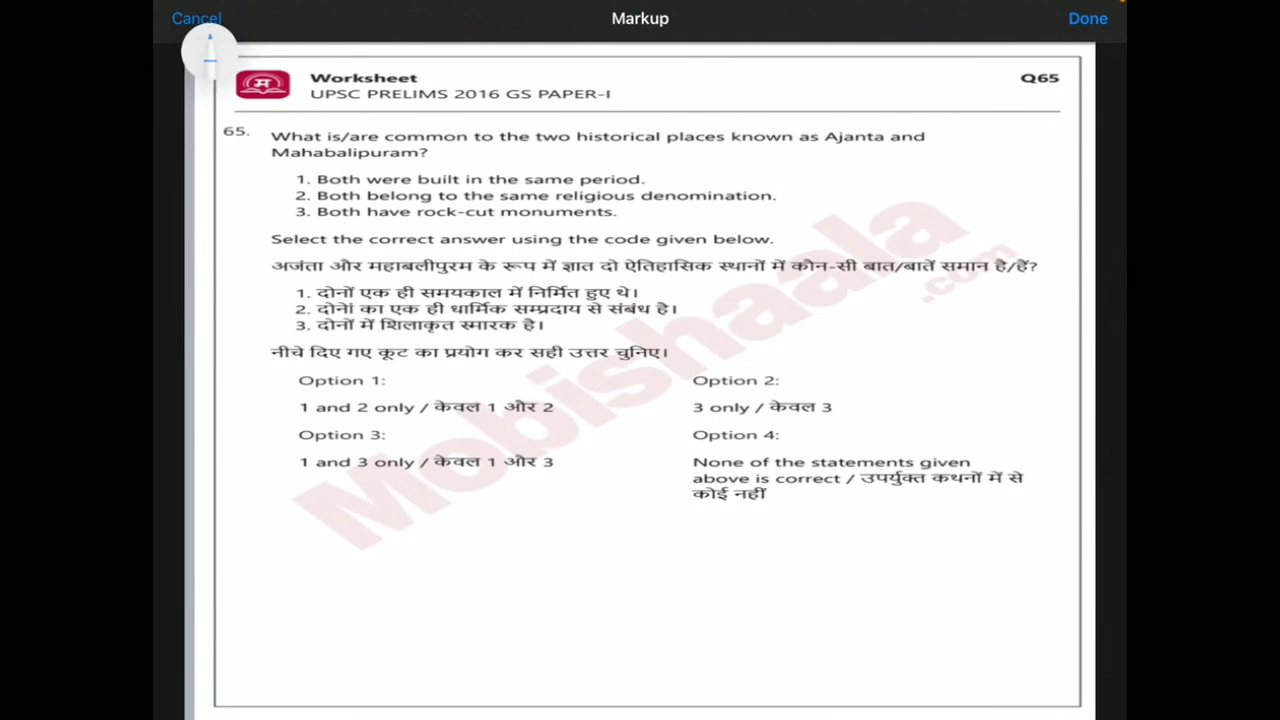 Cancel
Markup
Done
म
Worksheet
Q65
UPSC PRELIMS 2016 GS PAPER-I
65.
What is/are common to the two historical places known as Ajanta and
Mahabalipuram?
1. Both were built in the same period.
2. Both belong to the same religious denomination.
3. Both have rock-cut monuments.
Select the correct answer using the code given below.
अजंता और महाबलीपुरम के रूप में ज्ञात दो ऐतिहासिक स्थानों में कौन-सी बात/बातें समान है/हैं?
1. दोनों एक ही समयकाल में निर्मित हुए थे।
2. दोनों का एक ही धार्मिक सम्प्रदाय से संबंध है।
3. दोनों में शिलाकृत स्मारक है।
नीचे दिए गए कूट का प्रयोग कर सही उत्तर चुनिए।
Option 1:
1 and 2 only / केवल 1 और 2
Option 2:
3 only / केवल 3
Option 3:
1 and 3 only / केवल 1 और 3
Option 4:
None of the statements given
above is correct / उपर्युक्त कथनों में से
कोई नहीं
Mobishaala
.com